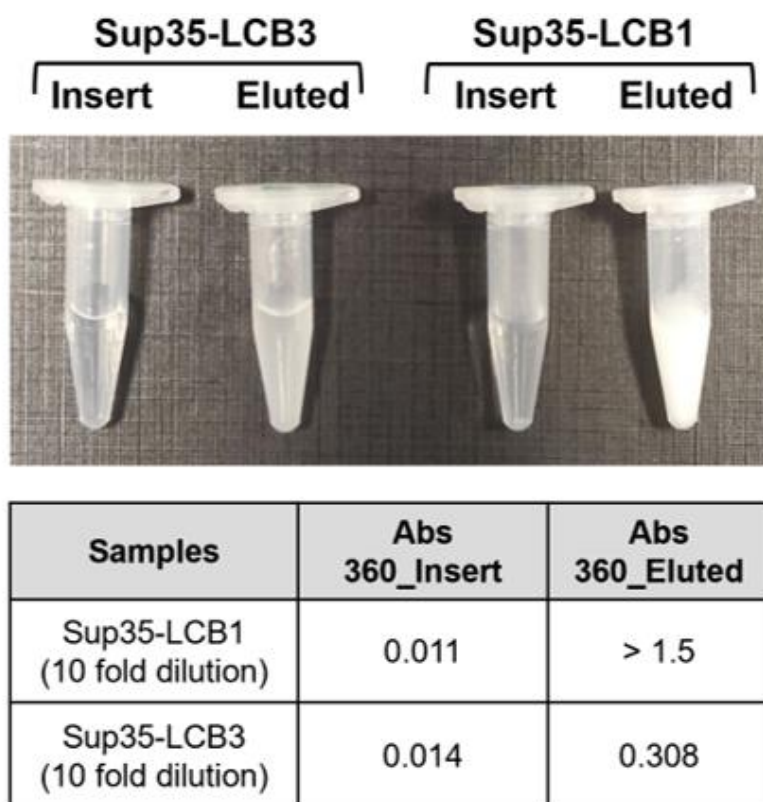 Sup35-LCB3 Sup35-LCB1
Insert Eluted Insert Eluted
Samples Abs 360_Insert Abs 360_Eluted
Sup35-LCB1 (10 fold dilution) 0.011 > 1.5
Sup35-LCB3 (10 fold dilution) 0.014 0.308